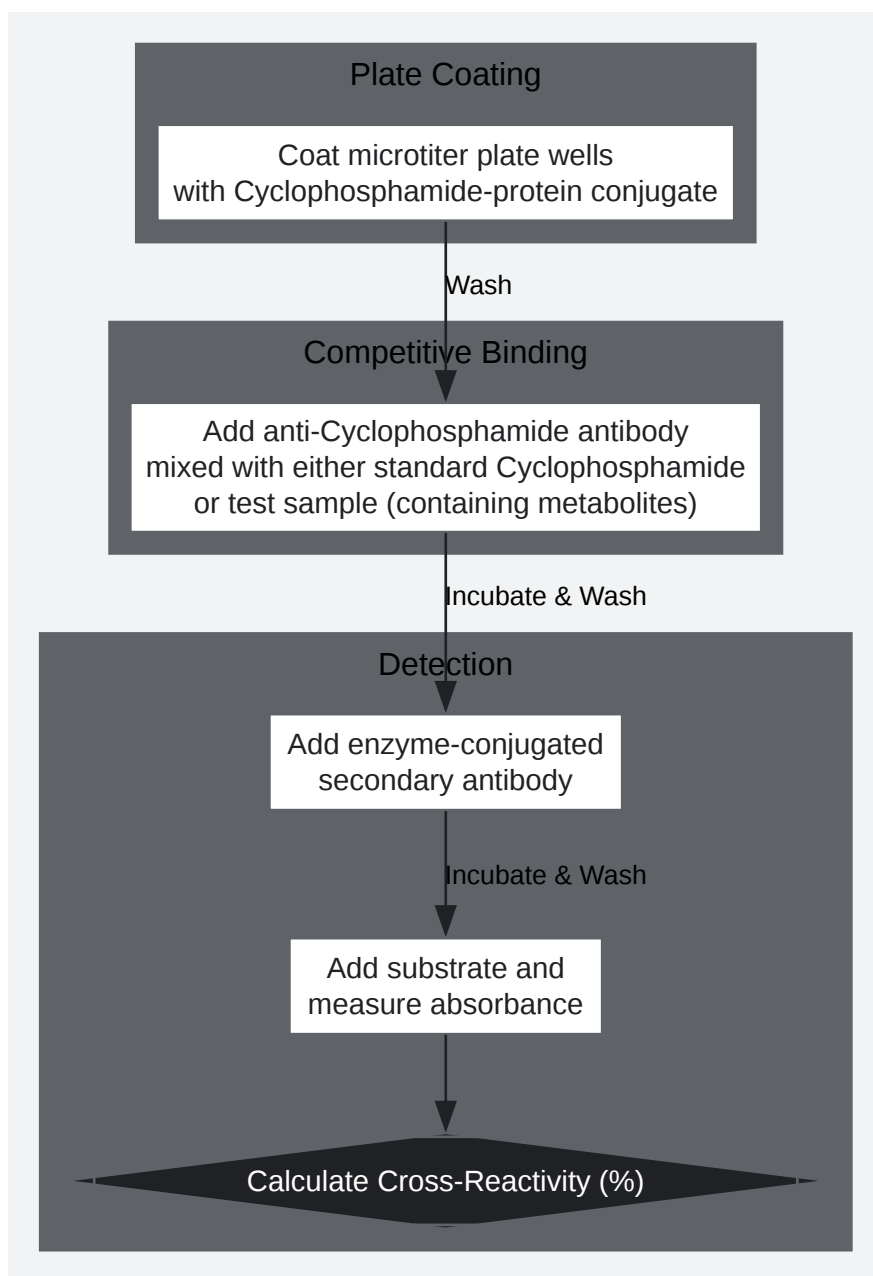 Plate Coating
Coat microtiter plate wells
with Cyclophosphamide-protein conjugate
Wash
Competitive Binding
Add anti-Cyclophosphamide antibody
mixed with either standard Cyclophosphamide
or test sample (containing metabolites)
Incubate & Wash
Detection
Add enzyme-conjugated
secondary antibody
Incubate & Wash
Add substrate and
measure absorbance
Calculate Cross-Reactivity (%)